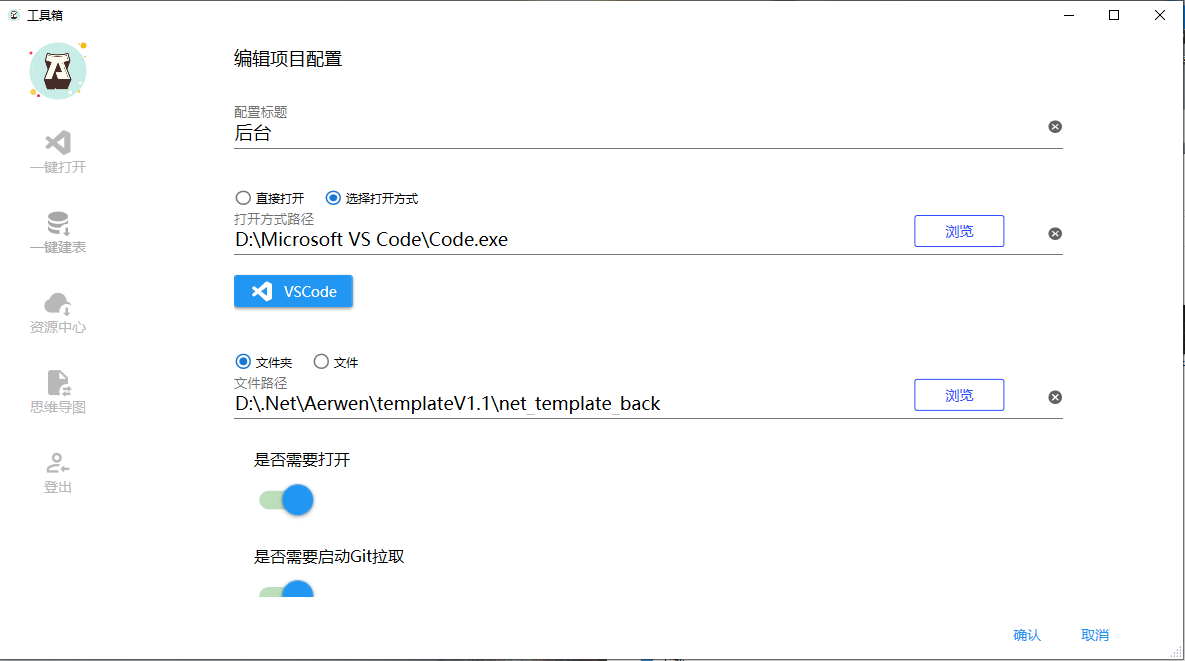 工具箱
编辑项目配置
配置标题
后台
一键打开
直接打开 选择打开方式
打开方式路径
D:\Microsoft VS Code\Code.exe 浏览
一键建表
VSCode
资源中心
文件夹 文件
文件路径
D:\.Net\Aerwen\templateV1.1\net_template_back 浏览
思维导图
是否需要打开
登出
是否需要启动Git拉取
确认 取消